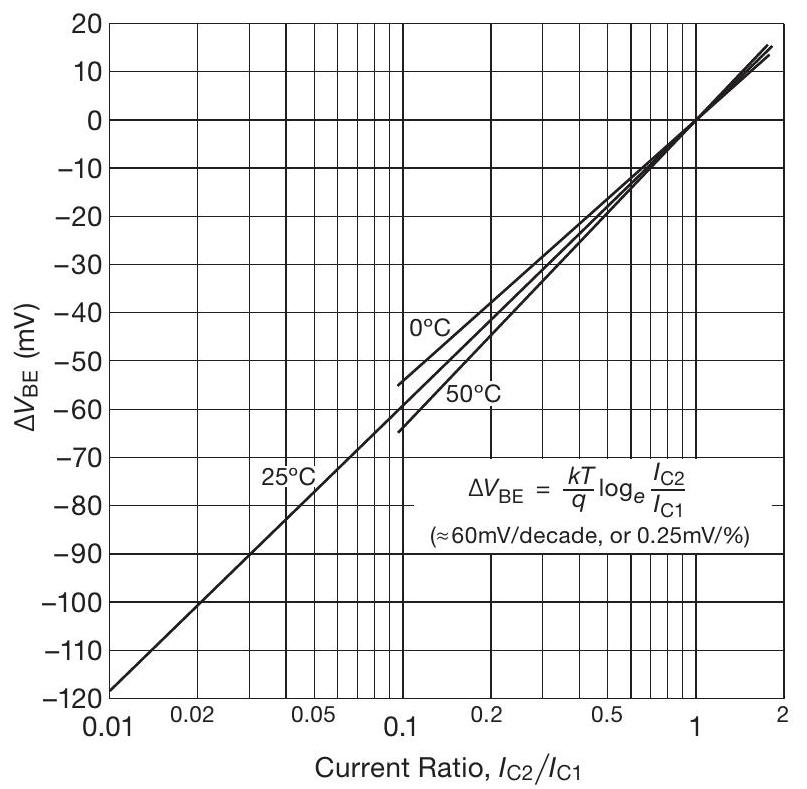 20
10
0
−10
−20
−30
−40
−50
−60
−70
−80
−90
−100
−110
−120
ΔVBE (mV)
0°C
50°C
25°C
ΔVBE = kT/q loge IC2/IC1
(≈60mV/decade, or 0.25mV/%)
0.01 0.02 0.05 0.1 0.2 0.5 1 2
Current Ratio, IC2/IC1